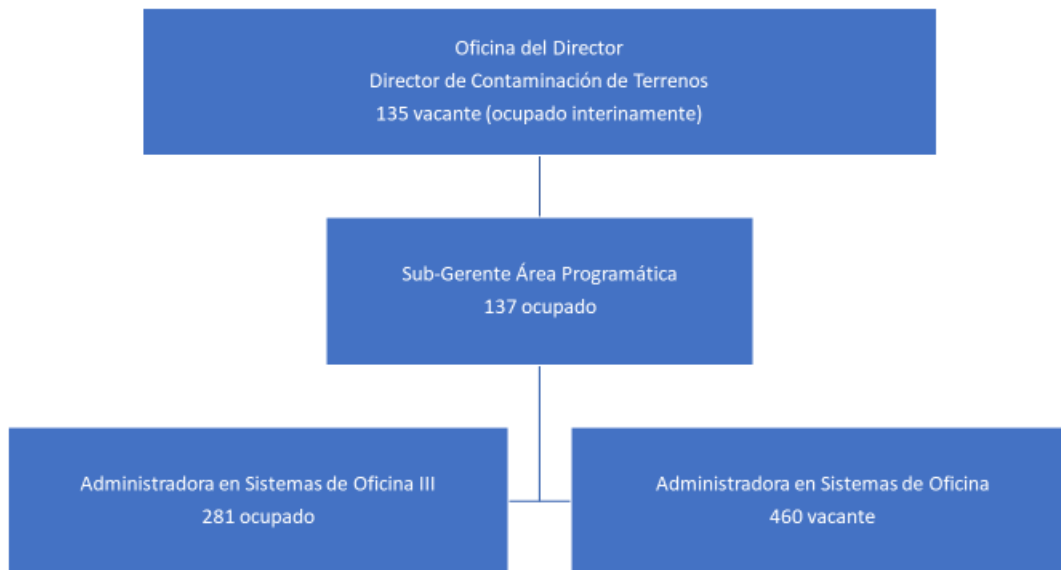 Oficina del Director
Director de Contaminación de Terrenos
135 vacante (ocupado interinamente)
Sub-Gerente Área Programática
137 ocupado
Administradora en Sistemas de Oficina III
281 ocupado
Administradora en Sistemas de Oficina
460 vacante